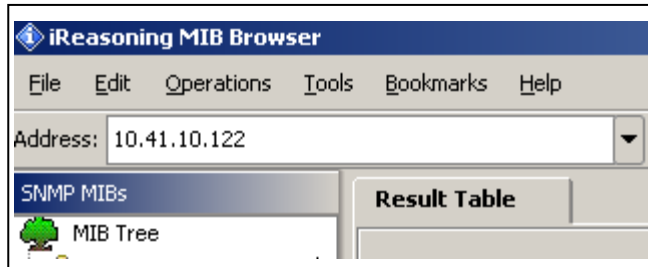 iReasoning MIB Browser
File Edit Operations Tools Bookmarks Help
Address: 10.41.10.122
SNMP MIBs
Result Table
MIB Tree